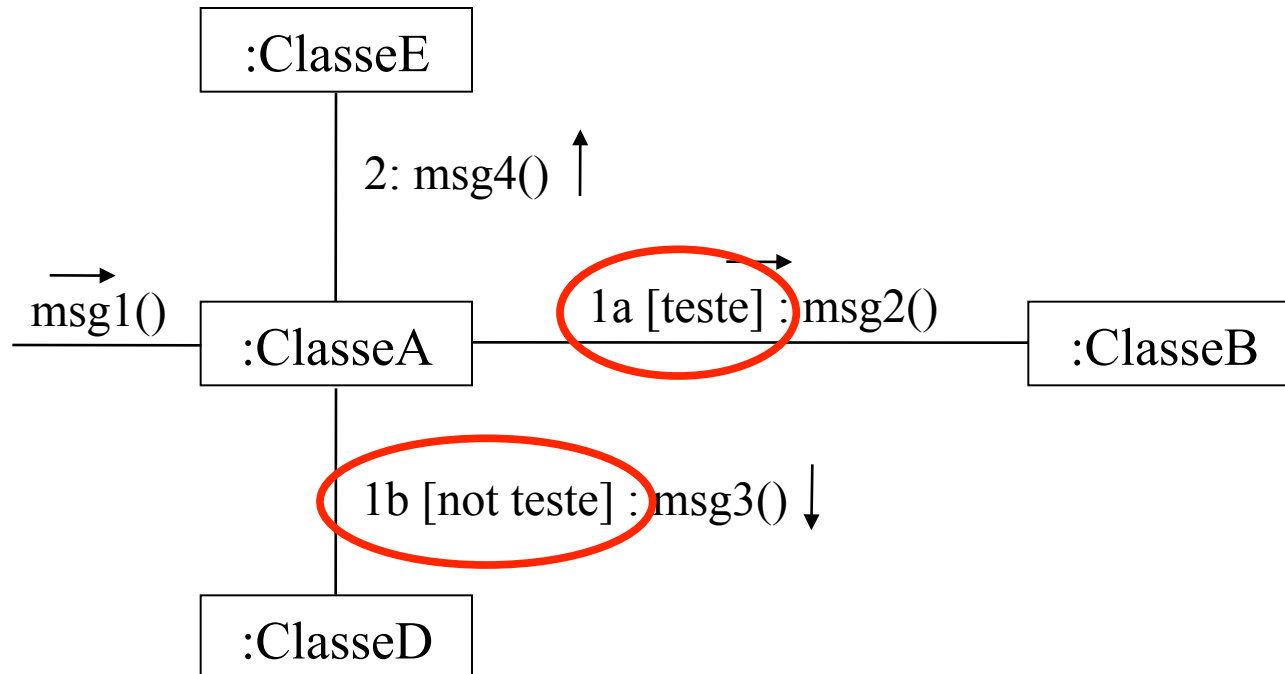 :ClasseE
2: msg4()
msg1()
1a [teste] : msg2()
:ClasseA
:ClasseB
1b [not teste] : msg3()
:ClasseD